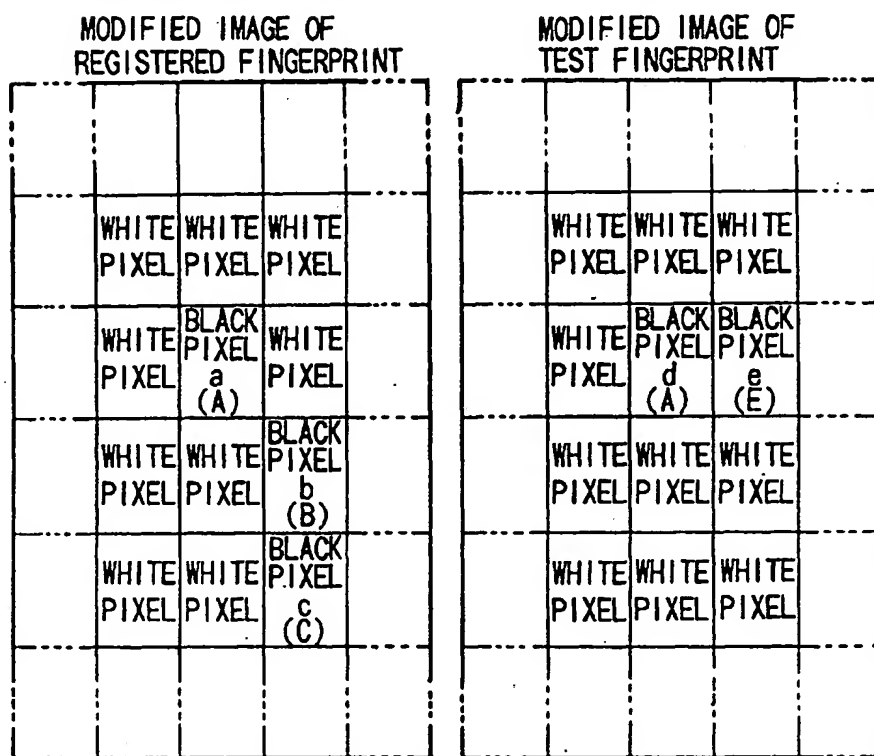 MODIFIED IMAGE OF
REGISTERED FINGERPRINT
WHITE WHITE WHITE
PIXEL PIXEL PIXEL
WHITE PIXEL
BLACK PIXEL a (A)
WHITE PIXEL
WHITE PIXEL
WHITE PIXEL
BLACK PIXEL b (B)
WHITE PIXEL
WHITE PIXEL
BLACK PIXEL c (C)
MODIFIED IMAGE OF
TEST FINGERPRINT
WHITE WHITE WHITE
PIXEL PIXEL PIXEL
WHITE PIXEL
BLACK PIXEL d (A)
BLACK PIXEL e (E)
WHITE WHITE WHITE
PIXEL PIXEL PIXEL
WHITE WHITE WHITE
PIXEL PIXEL PIXEL